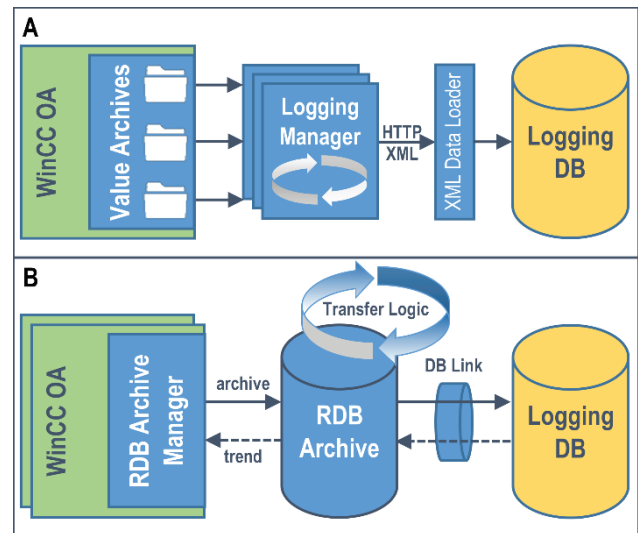 A
WinCC OA
Value Archives
Logging
Manager
HTTP
XML
XML Data Loader
Logging
DB
B
WinCC OA
RDB Archive
Manager
archive
trend
Transfer Logic
RDB
Archive
DB Link
Logging
DB